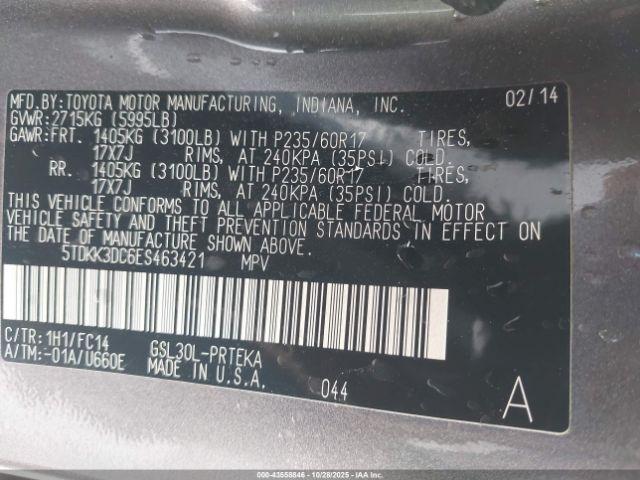 MFD.BY:TOYOTA MOTOR MANUFACTURING, INDIANA, INC. 02/14
GVWR:2715KG (5995LB)
GAWR:FRT. 1405KG (3100LB) WITH P235/60R17 TIRES,
17X7J RIMS, AT 240KPA (35PSI) COLD.
RR. 1405KG (3100LB) WITH P235/60R17 TIRES,
17X7J RIMS, AT 240KPA (35PSI) COLD.
THIS VEHICLE CONFORMS TO ALL APPLICABLE FEDERAL MOTOR
VEHICLE SAFETY AND THEFT PREVENTION STANDARDS IN EFFECT ON
THE DATE OF MANUFACTURE SHOWN ABOVE.
5TDKK3DC6ES463421 MPV
C/TR:1H1/FC14 GSL30L-PRTEKA
A/TM:-01A/U660E MADE IN U.S.A.
044 A
000-43558846 • 10/28/2025 • IAAI.COM